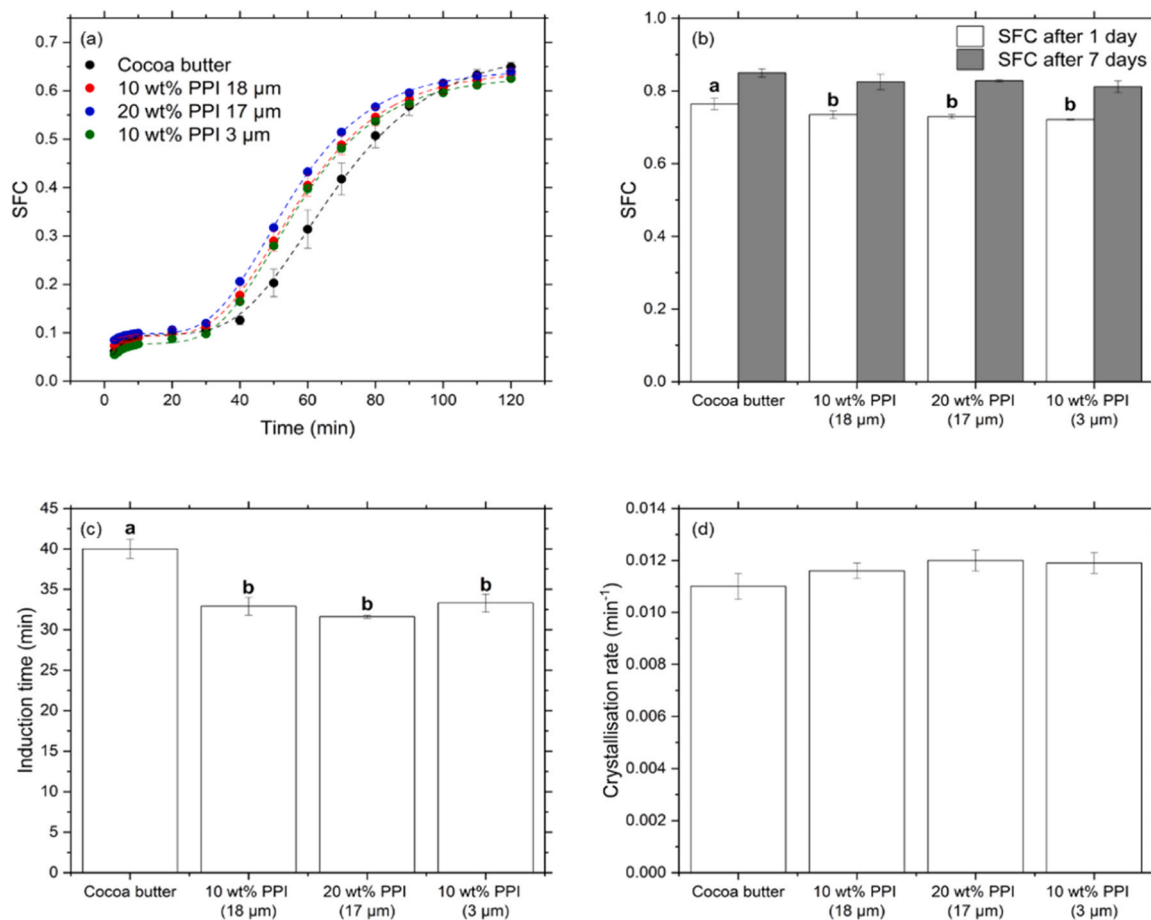 (a)
Cocoa butter
10 wt% PPI 18 µm
20 wt% PPI 17 µm
10 wt% PPI 3 µm
SFC
0.7
0.6
0.5
0.4
0.3
0.2
0.1
0.0
0 20 40 60 80 100 120
Time (min)
(b)
SFC after 1 day
SFC after 7 days
a b b b
SFC
1.0
0.8
0.6
0.4
0.2
0.0
Cocoa butter 10 wt% PPI 20 wt% PPI 10 wt% PPI
(18 µm) (17 µm) (3 µm)
(c)
a b b b
Induction time (min)
45
40
35
30
25
20
15
10
5
0
Cocoa butter 10 wt% PPI 20 wt% PPI 10 wt% PPI
(18 µm) (17 µm) (3 µm)
(d)
Crystallisation rate (min⁻¹)
0.014
0.012
0.010
0.008
0.006
0.004
0.002
0.000
Cocoa butter 10 wt% PPI 20 wt% PPI 10 wt% PPI
(18 µm) (17 µm) (3 µm)